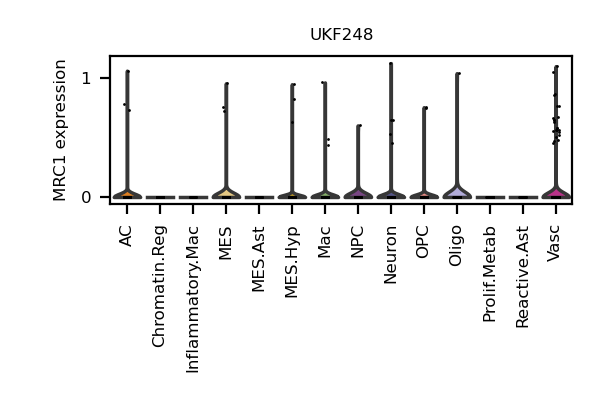 UKF248
MRC1 expression
1
0
AC
Chromatin.Reg
Inflammatory.Mac
MES
MES.Ast
MES.Hyp
Mac
NPC
Neuron
OPC
Oligo
Prolif.Metab
Reactive.Ast
Vasc